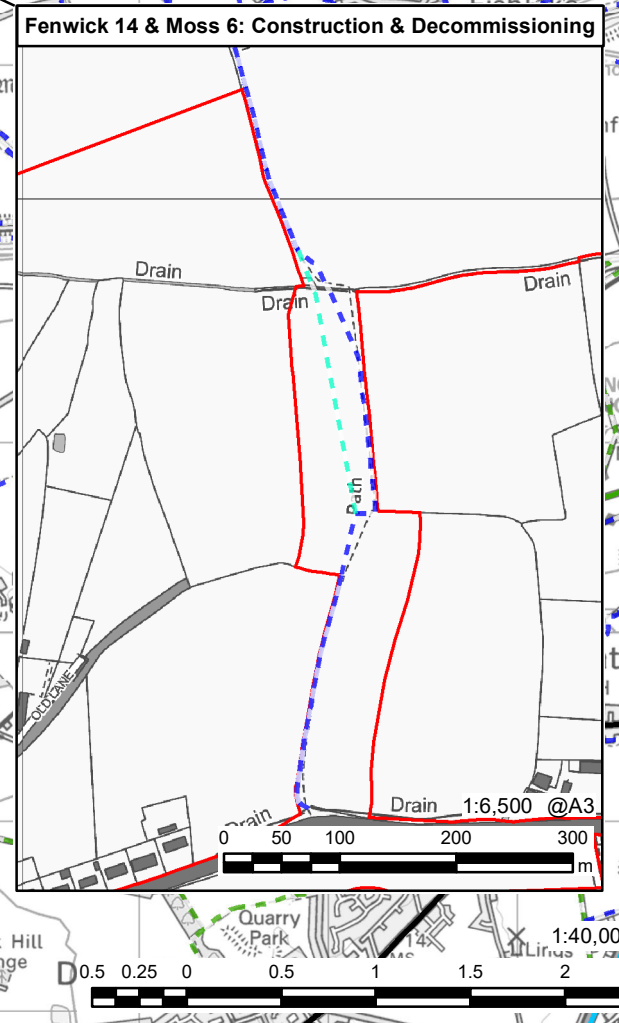 Fenwick 14 & Moss 6: Construction & Decommissioning
Drain
Drain
Drain
Path
OLD LANE
Drain
Drain
1:6,500 @A3
0 50 100 200 300
m
Quarry
Park
Hill
1:40,00
0.5 0.25 0 0.5 1 1.5 2